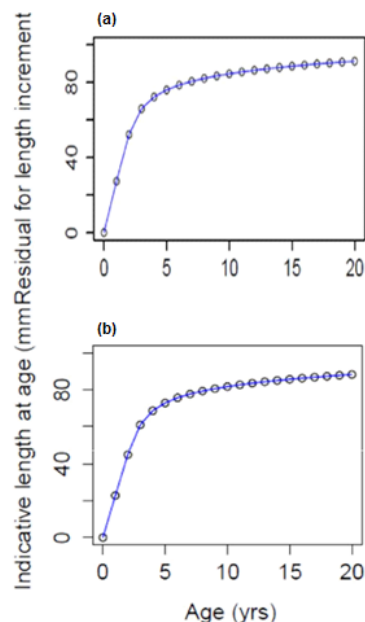 (a)
80
40
0
0 5 10 15 20
(b)
80
40
0
0 5 10 15 20
Age (yrs)
Indicative length at age (mmResidual for length increment